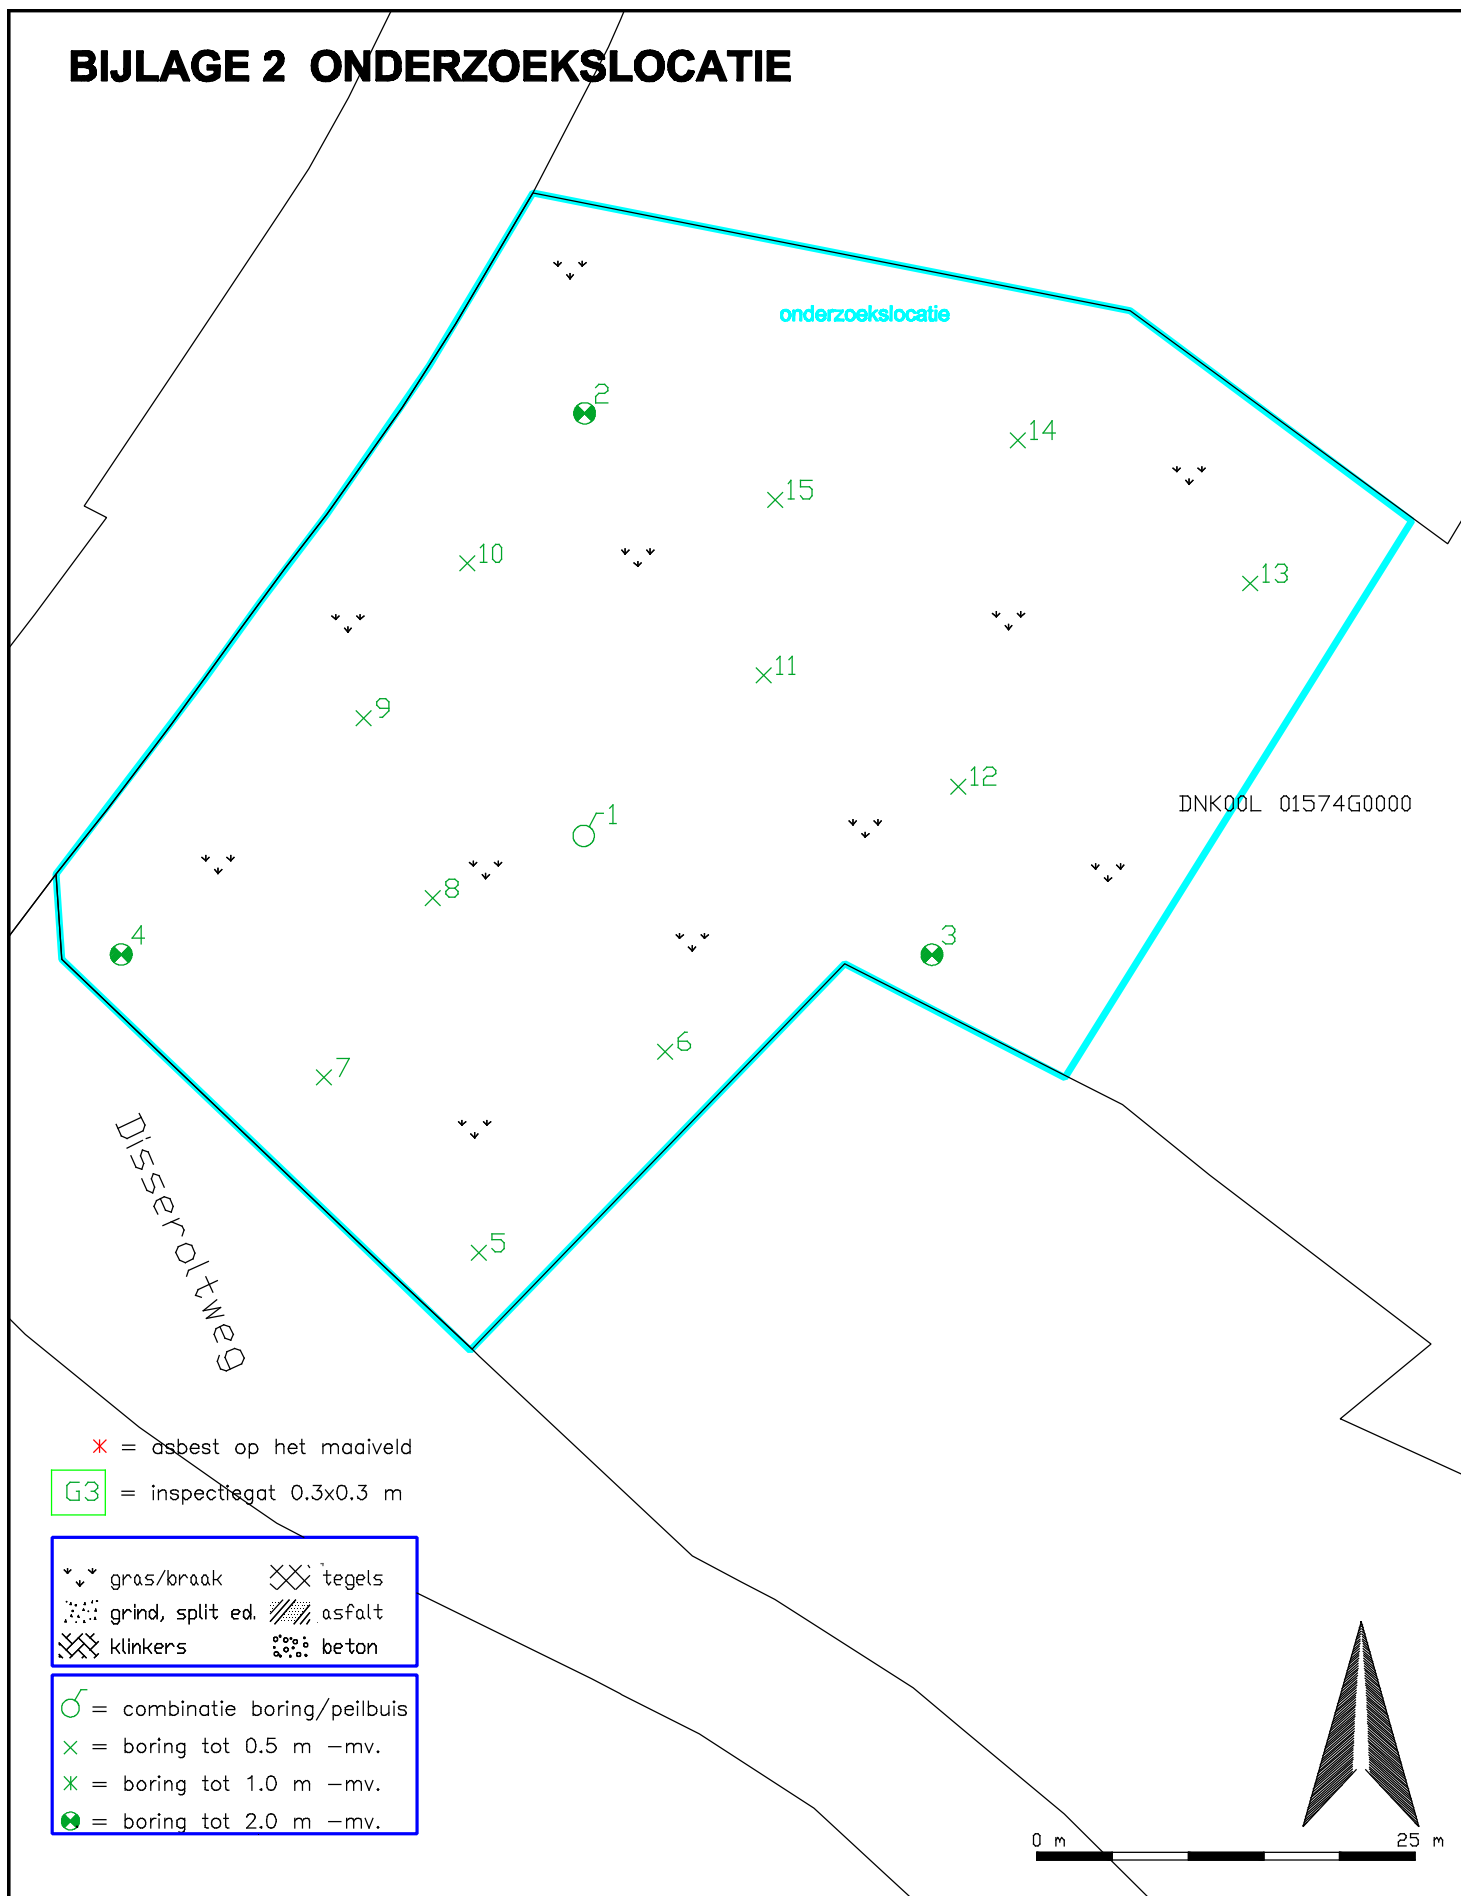 BIJLAGE 2 ONDERZOEKSLOCATIE
onderzoekslocatie
2
14
15
10
13
11
9
12
DNK00L 01574G0000
1
8
4
3
6
7
5
Disseroltweg
= asbest op het maaiveld
G3 = inspectiegat 0.3x0.3 m
gras/braak
tegels
grind, split ed.
asfalt
klinkers
beton
= combinatie boring/peilbuis
= boring tot 0.5 m -mv.
= boring tot 1.0 m -mv.
= boring tot 2.0 m -mv.
0 m
25 m